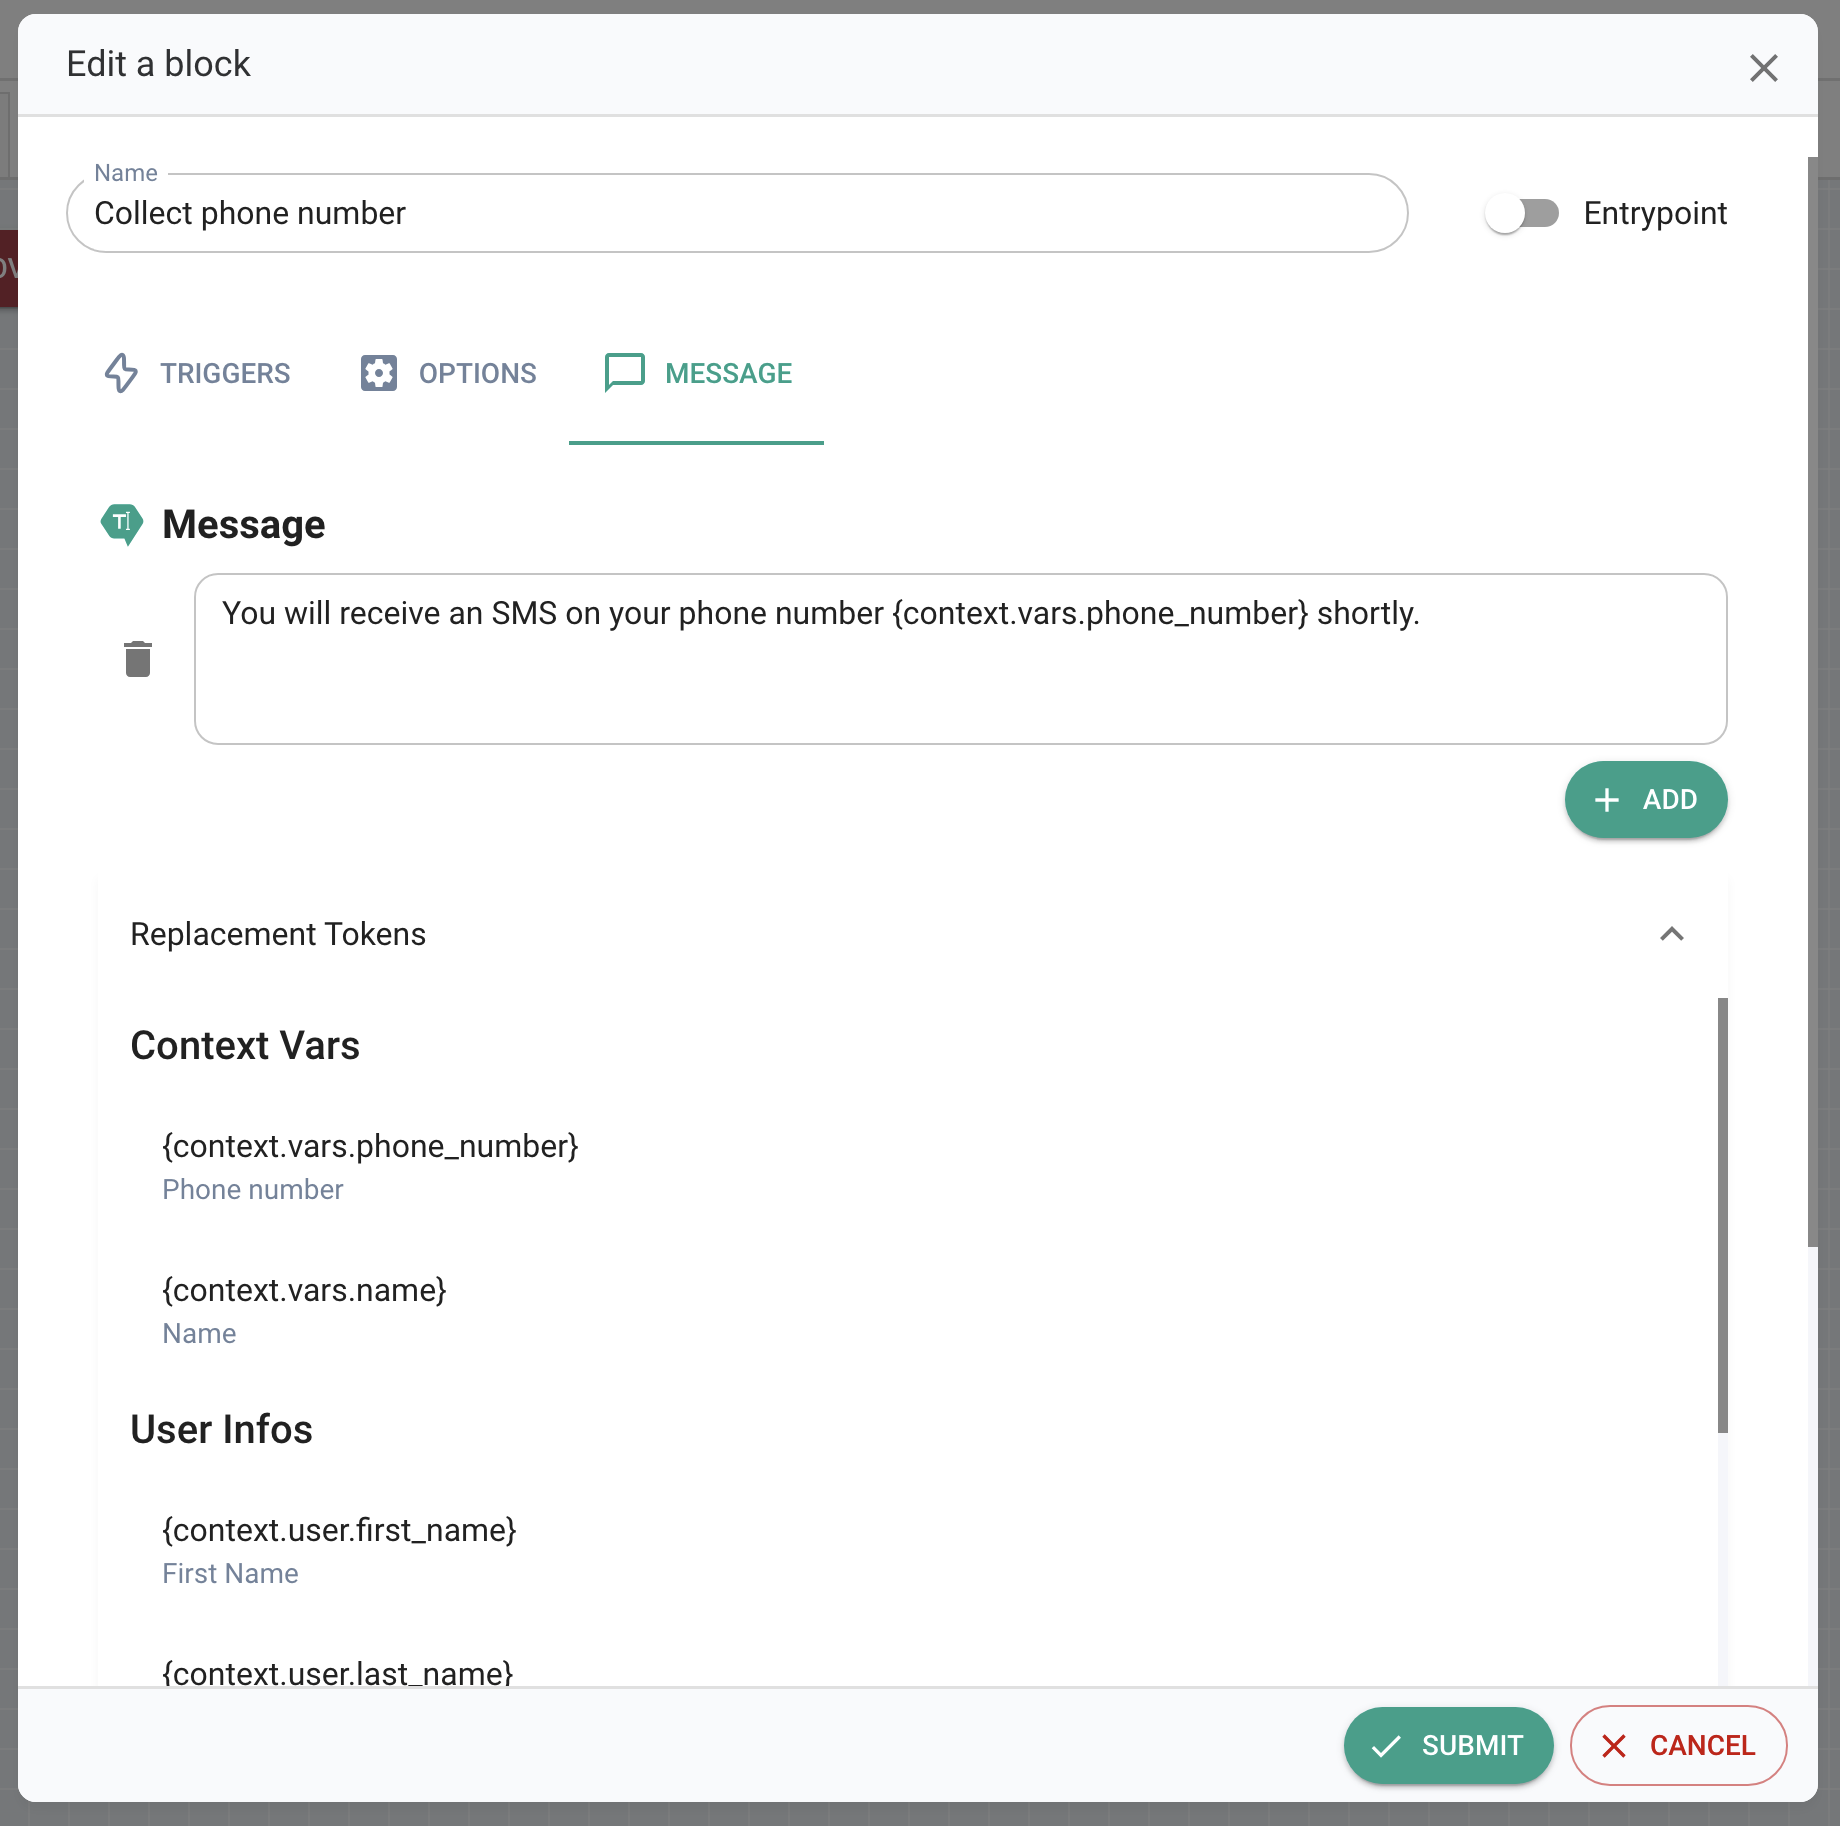 Edit a block
Name
Collect phone number
Entrypoint
TRIGGERS
OPTIONS
MESSAGE
Message
You will receive an SMS on your phone number {context.vars.phone_number} shortly.
ADD
Replacement Tokens
Context Vars
{context.vars.phone_number}
Phone number
{context.vars.name}
Name
User Infos
{context.user.first_name}
First Name
{context.user.last_name}
SUBMIT
CANCEL